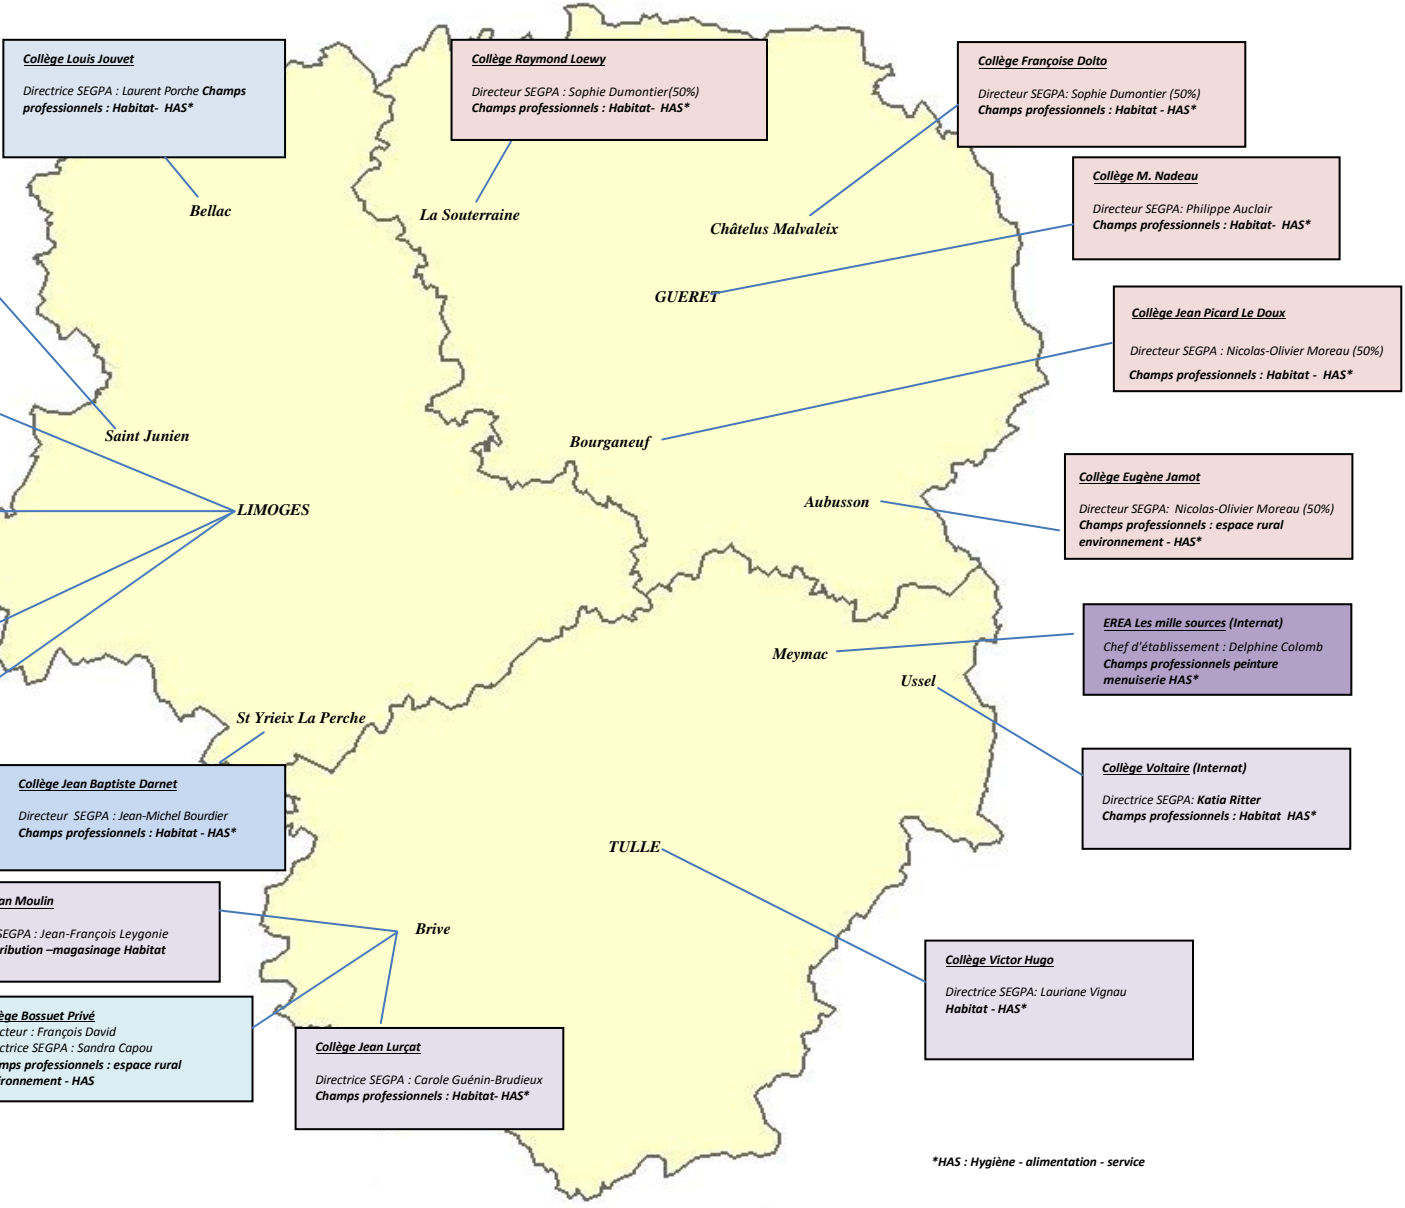 Collège Louis Jouvet
Directrice SEGPA : Laurent Porche Champs
professionnels : Habitat- HAS*
Collège Raymond Loewy
Directeur SEGPA : Sophie Dumontier(50%)
Champs professionnels : Habitat- HAS*
Collège Françoise Dolto
Directeur SEGPA: Sophie Dumontier (50%)
Champs professionnels : Habitat - HAS*
Collège M. Nadeau
Directeur SEGPA: Philippe Auclair
Champs professionnels : Habitat- HAS*
Bellac
La Souterraine
Châtelus Malvaleix
GUERET
Collège Jean Picard Le Doux
Directeur SEGPA : Nicolas-Olivier Moreau (50%)
Champs professionnels : Habitat - HAS*
Saint Junien
Bourganeuf
LIMOGES
Aubusson
Collège Eugène Jamot
Directeur SEGPA: Nicolas-Olivier Moreau (50%)
Champs professionnels : espace rural
environnement - HAS*
EREA Les mille sources (Internat)
Chef d'établissement : Delphine Colomb
Champs professionnels peinture
menuiserie HAS*
Meymac
Ussel
St Yrieix La Perche
Collège Jean Baptiste Darnet
Directeur SEGPA : Jean-Michel Bourdier
Champs professionnels : Habitat - HAS*
Collège Voltaire (Internat)
Directrice SEGPA: Katia Ritter
Champs professionnels : Habitat HAS*
TULLE
an Moulin
SEGPA : Jean-François Leygonie
ribution –magasinage Habitat
Brive
Collège Victor Hugo
Directrice SEGPA: Lauriane Vignau
Habitat - HAS*
ège Bossuet Privé
cteur : François David
ctrice SEGPA : Sandra Capou
mps professionnels : espace rural
ironnement - HAS
Collège Jean Lurçat
Directrice SEGPA : Carole Guénin-Brudieux
Champs professionnels : Habitat- HAS*
*HAS : Hygiène - alimentation - service